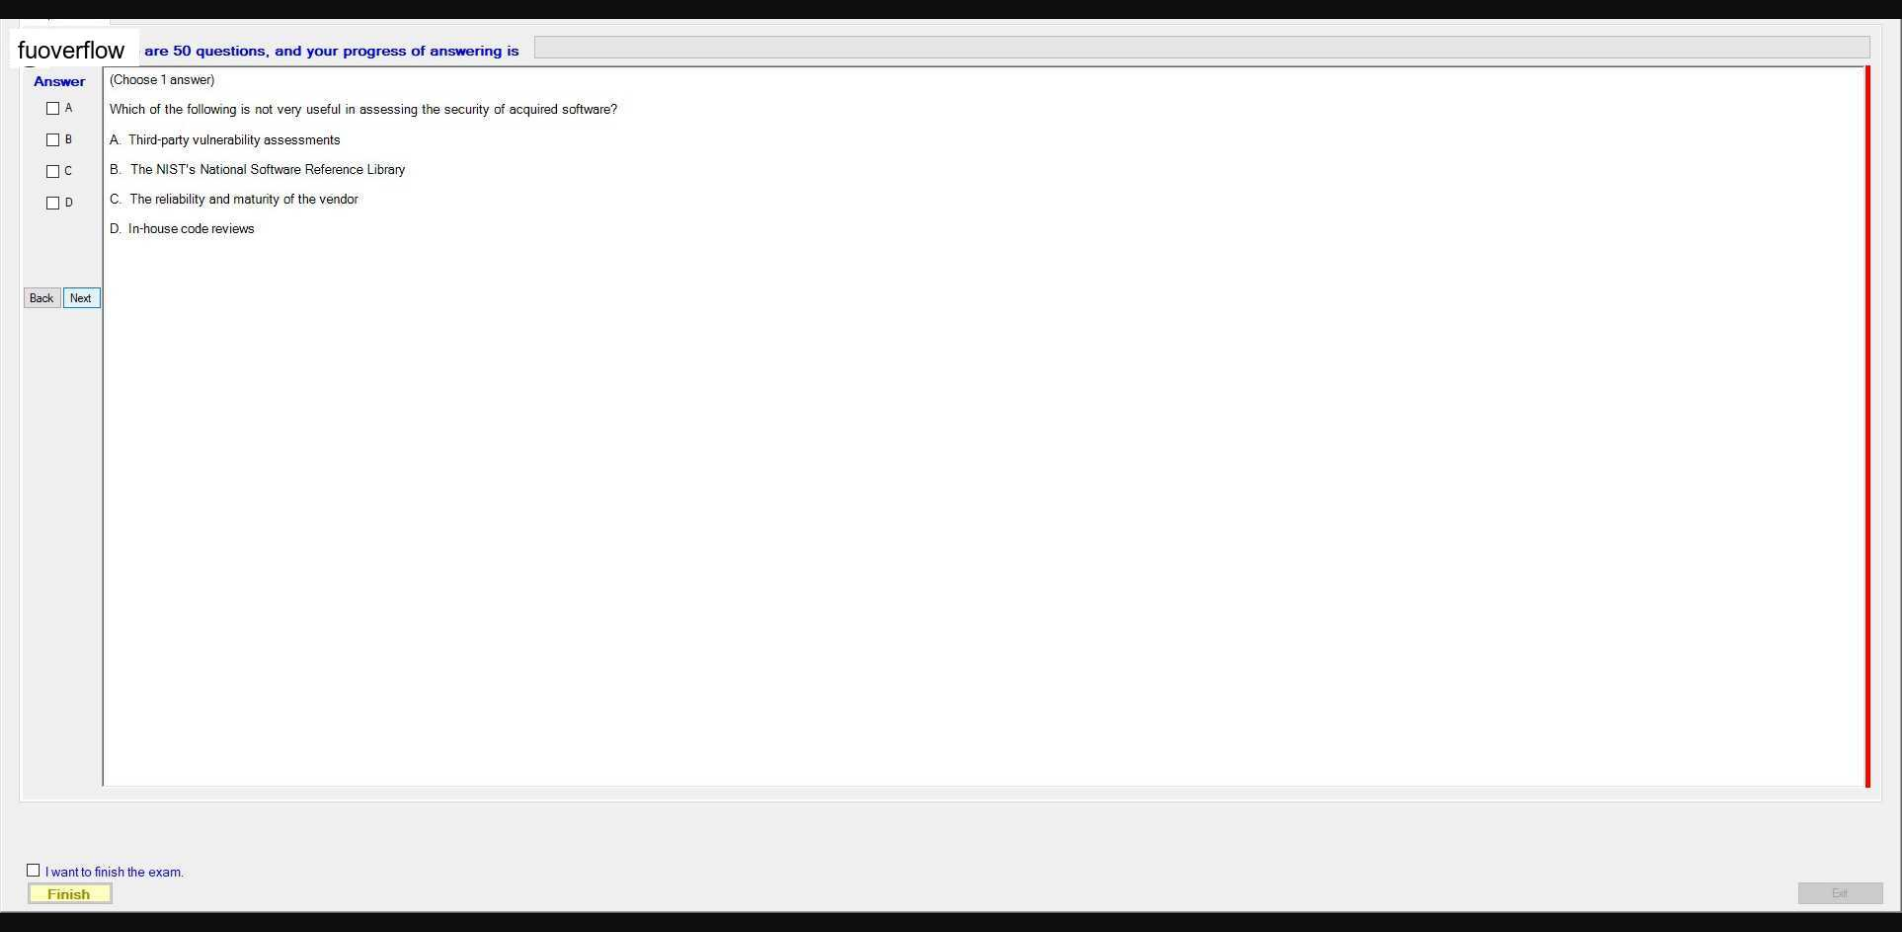 fuoverflow are 50 questions, and your progress of answering is
Answer
(Choose 1 answer)
A
Which of the following is not very useful in assessing the security of acquired software?
B
A. Third-party vulnerability assessments
C
B. The NIST's National Software Reference Library
D
C. The reliability and maturity of the vendor
D. In-house code reviews
Back Next
I want to finish the exam.
Finish
Exit